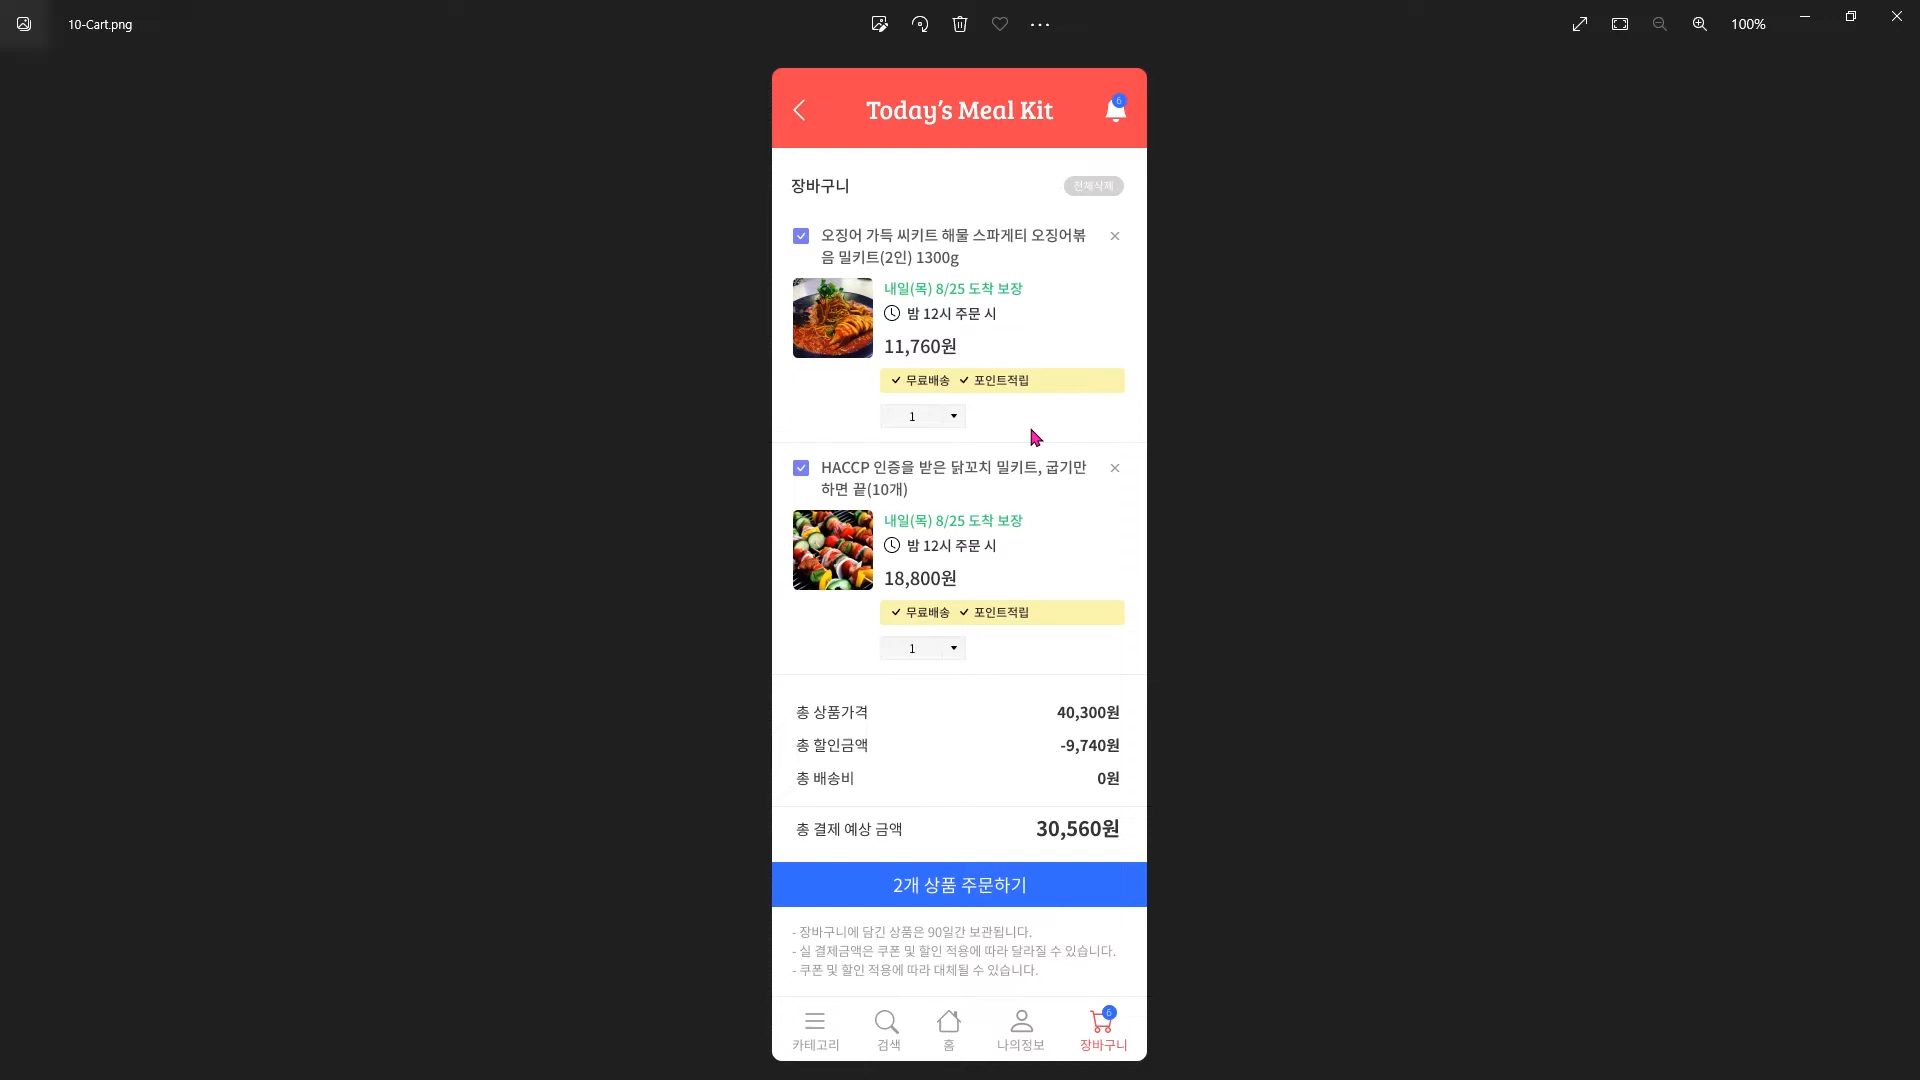 10-Cart.png
100%
Today's Meal Kit
6
장바구니
전체삭제
오징어 가득 씨키트 해물 스파게티 오징어볶
음 밀키트(2인) 1300g
내일(목) 8/25 도착 보장
밤 12시 주문 시
11,760원
무료배송 포인트적립
1
HACCP 인증을 받은 닭꼬치 밀키트, 굽기만
하면 끝(10개)
내일(목) 8/25 도착 보장
밤 12시 주문 시
18,800원
무료배송 포인트적립
1
총 상품가격 40,300원
총 할인금액 -9,740원
총 배송비 0원
총 결제 예상 금액 30,560원
2개 상품 주문하기
- 장바구니에 담긴 상품은 90일간 보관됩니다.
- 실 결제금액은 쿠폰 및 할인 적용에 따라 달라질 수 있습니다.
- 쿠폰 및 할인 적용에 따라 대체될 수 있습니다.
6
카테고리 검색 홈 나의정보 장바구니